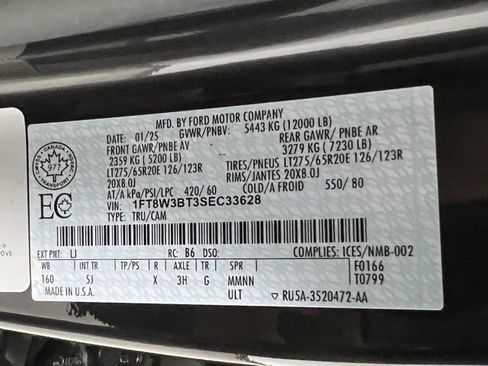 MFD. BY FORD MOTOR COMPANY
DATE: 01/25 GVWR/PNBV: 5443 KG (12000 LB)
FRONT GAWR/ PNBE AV REAR GAWR/ PNBE AR
2359 KG (5200 LB) 3279 KG (7230 LB)
LT275/65R20E 126/123R TIRES/PNEUS LT275/65R20E 126/123R
20X8.0J RIMS/JANTES 20X8.0J
AT/A kPa/PSI/LPC 420/60 COLD/A FROID 550/80
VIN: 1FT8W3BT3SEC33628
TYPE: TRU/CAM
CANADA
977
TRANSPORT
EC
EXT PNT: U RC: B6 DSO: COMPLIES: ICES/NMB-002
WB INT TR TP/PS R AXLE TR SPR F0166
160 5J X 3H G MMNN T0799
MADE IN U.S.A. ULT RU5A-3520472-AA
OVE